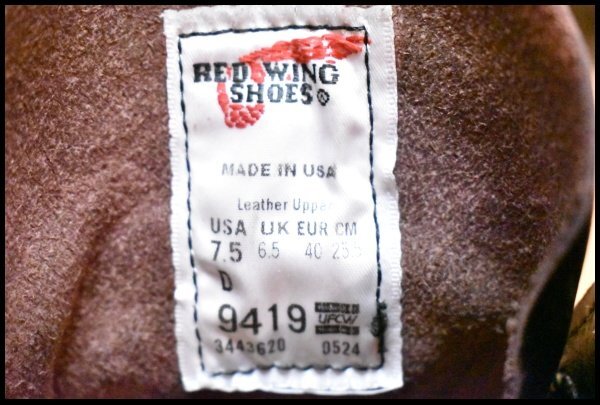 RED WING
SHOES
MADE IN USA
Leather Upper
USA UK EUR CM
7.5 6.5 40 25.5
D
9419 UFCW
3443620 0524